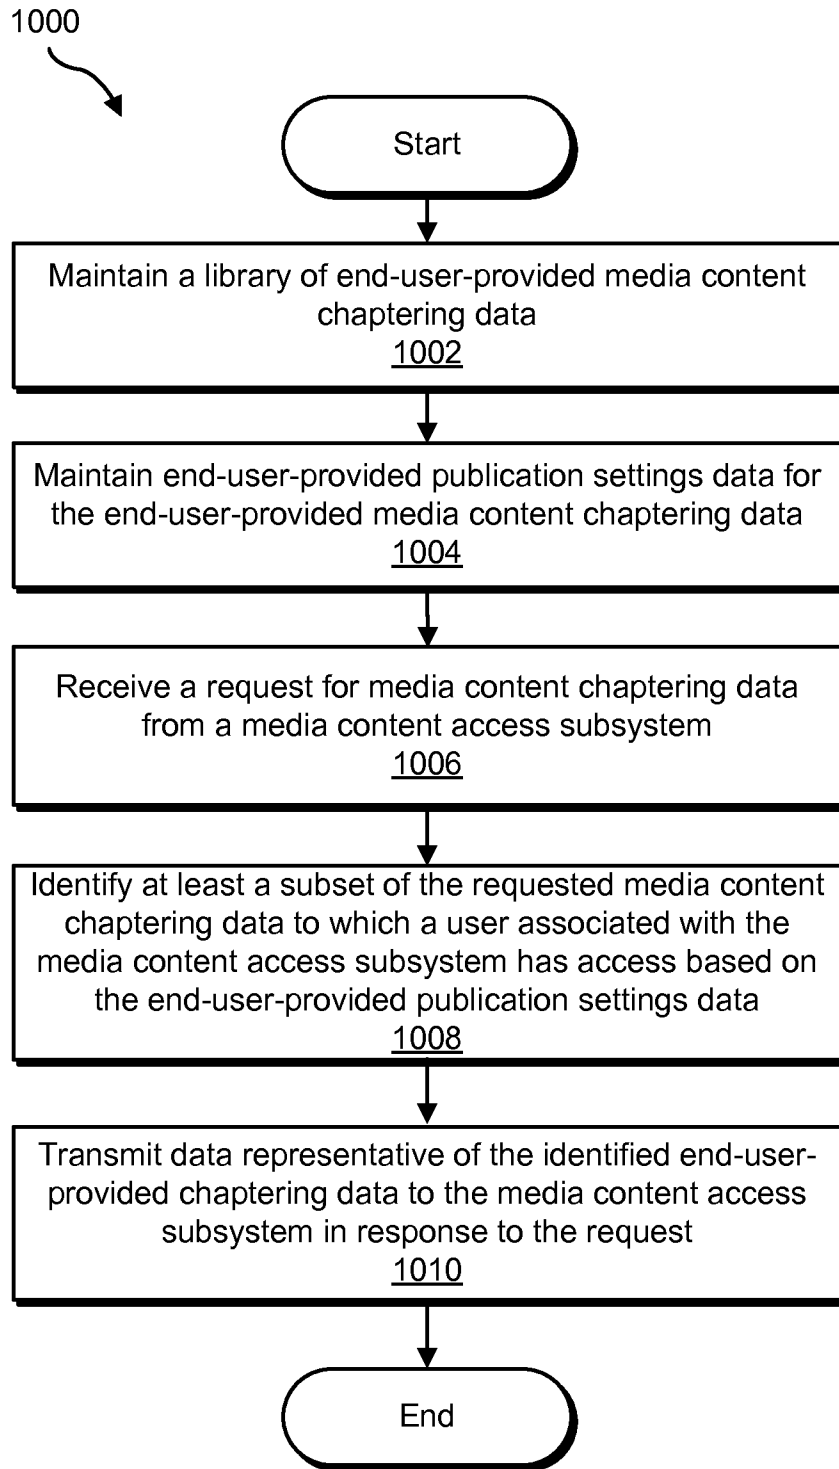 1000
Start
Maintain a library of end-user-provided media content
chaptering data
1002
Maintain end-user-provided publication settings data for
the end-user-provided media content chaptering data
1004
Receive a request for media content chaptering data
from a media content access subsystem
1006
Identify at least a subset of the requested media content
chaptering data to which a user associated with the
media content access subsystem has access based on
the end-user-provided publication settings data
1008
Transmit data representative of the identified end-user-
provided chaptering data to the media content access
subsystem in response to the request
1010
End